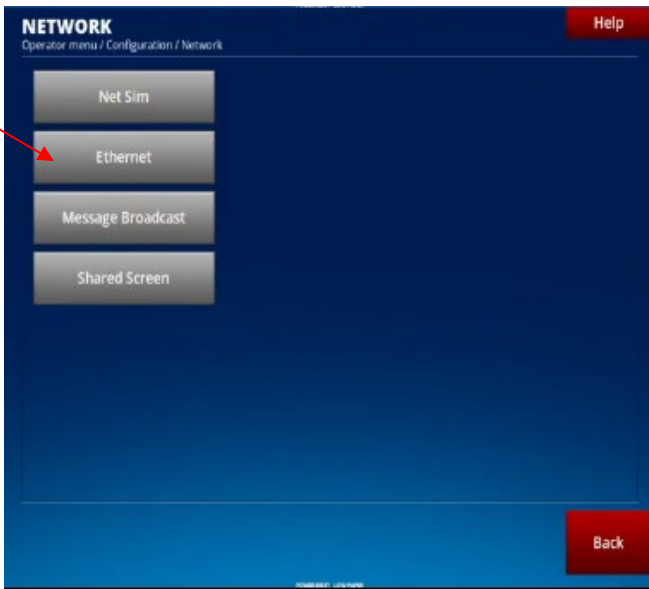 NETWORK
Help
Operator menu / Configuration / Network
Net Sim
Ethernet
Message Broadcast
Shared Screen
Back